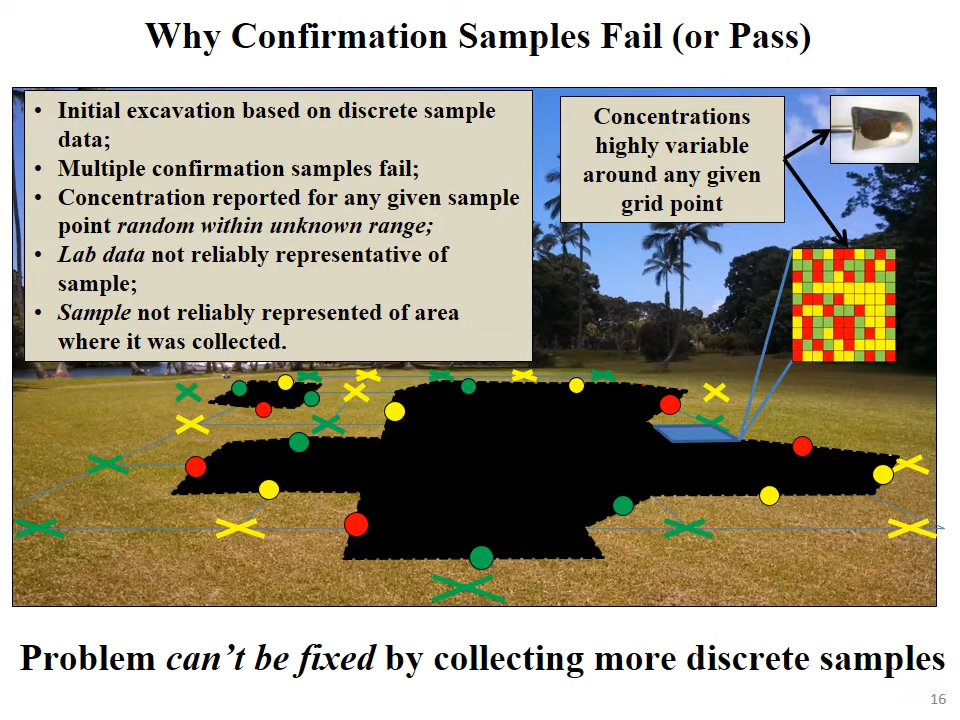 Why Confirmation Samples Fail (or Pass)
• Initial excavation based on discrete sample
data;
• Multiple confirmation samples fail;
• Concentration reported for any given sample
point random within unknown range;
• Lab data not reliably representative of
sample;
• Sample not reliably represented of area
where it was collected.
Concentrations
highly variable
around any given
grid point
Problem can’t be fixed by collecting more discrete samples
16